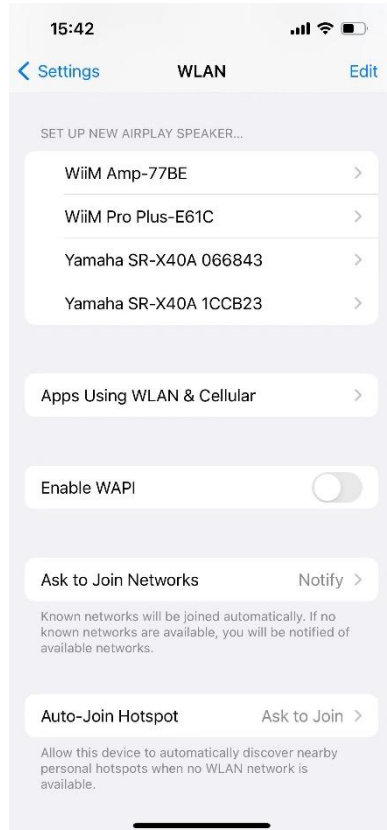 15:42
Settings
WLAN
Edit
SET UP NEW AIRPLAY SPEAKER...
WiiM Amp-77BE
WiiM Pro Plus-E61C
Yamaha SR-X40A 066843
Yamaha SR-X40A 1CCB23
Apps Using WLAN & Cellular
Enable WAPI
Ask to Join Networks
Notify
Known networks will be joined automatically. If no
known networks are available, you will be notified of
available networks.
Auto-Join Hotspot
Ask to Join
Allow this device to automatically discover nearby
personal hotspots when no WLAN network is
available.